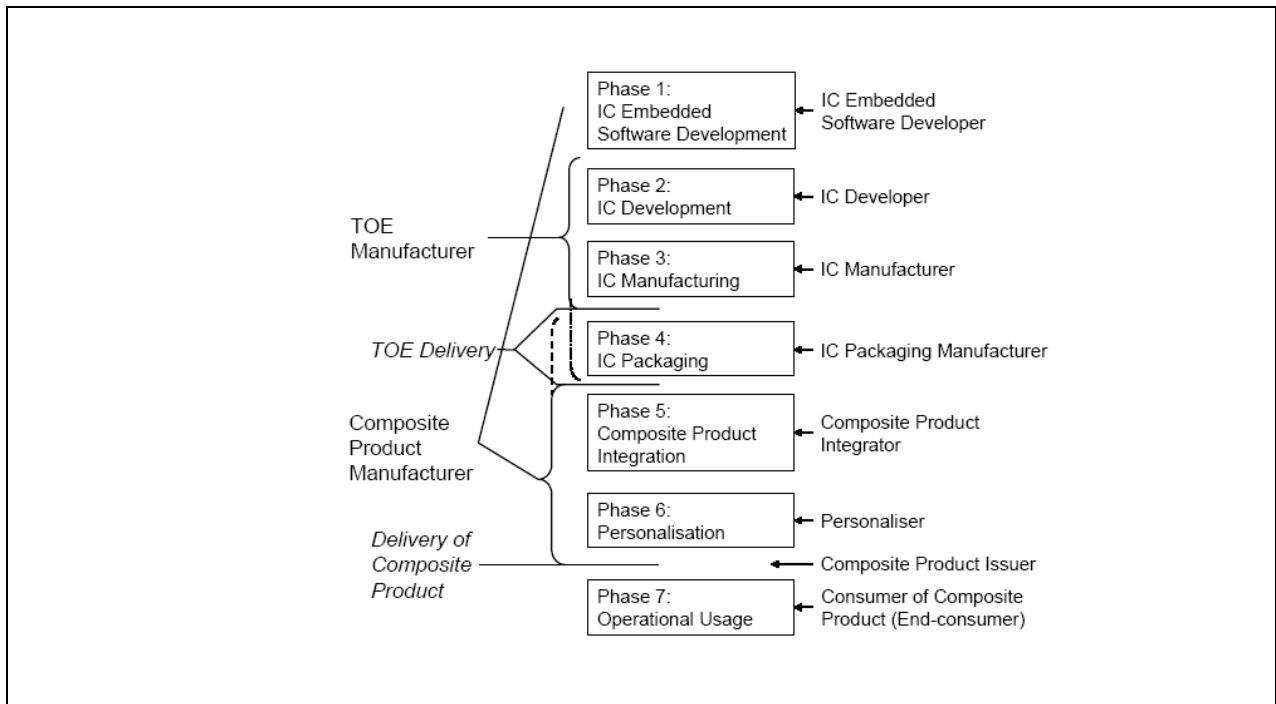 Phase 1:
IC Embedded
Software Development
IC Embedded
Software Developer
Phase 2:
IC Development
IC Developer
TOE
Manufacturer
Phase 3:
IC Manufacturing
IC Manufacturer
TOE Delivery
Phase 4:
IC Packaging
IC Packaging Manufacturer
Composite
Product
Manufacturer
Phase 5:
Composite Product
Integration
Composite Product
Integrator
Phase 6:
Personalisation
Personaliser
Delivery of
Composite
Product
Composite Product Issuer
Phase 7:
Operational Usage
Consumer of Composite
Product (End-consumer)